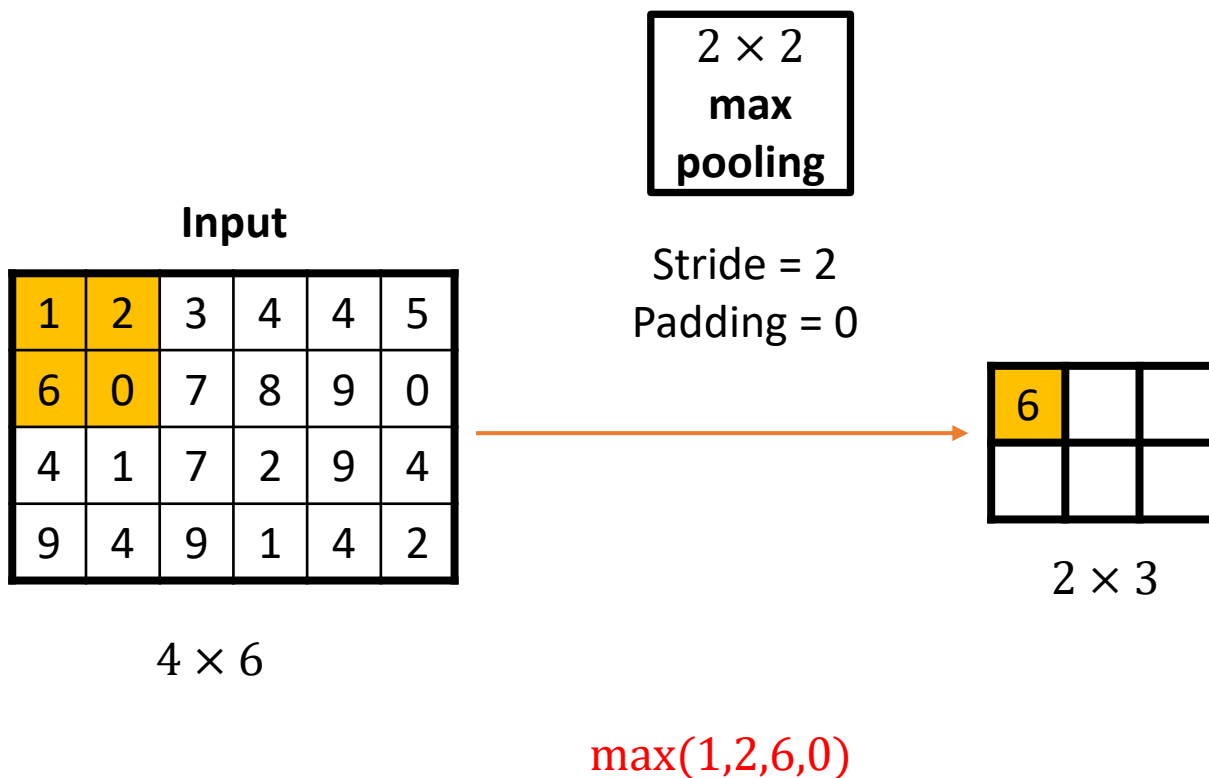 2 × 2
max
pooling
Input
Stride = 2
Padding = 0
1 2 3 4 4 5
6 0 7 8 9 0
4 1 7 2 9 4
9 4 9 1 4 2
6
2 × 3
4 × 6
max(1,2,6,0)